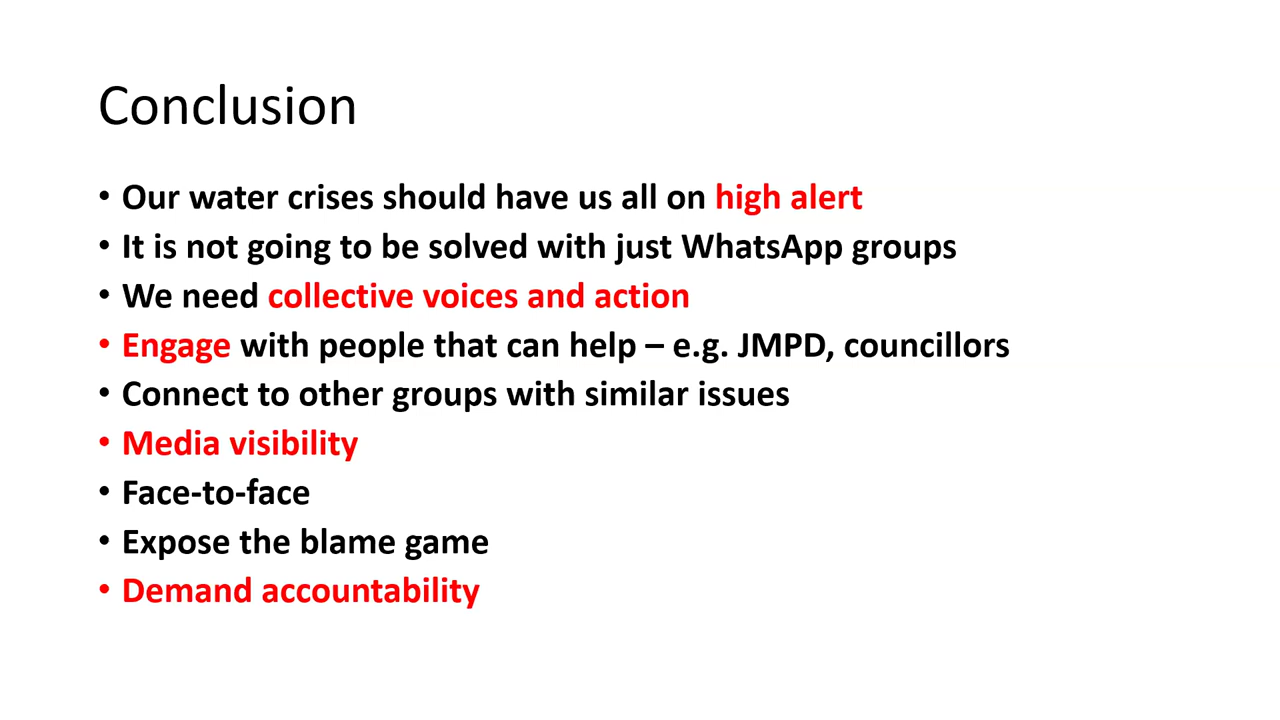 Conclusion
• Our water crises should have us all on high alert
• It is not going to be solved with just WhatsApp groups
• We need collective voices and action
• Engage with people that can help – e.g. JMPD, councillors
• Connect to other groups with similar issues
• Media visibility
• Face-to-face
• Expose the blame game
• Demand accountability